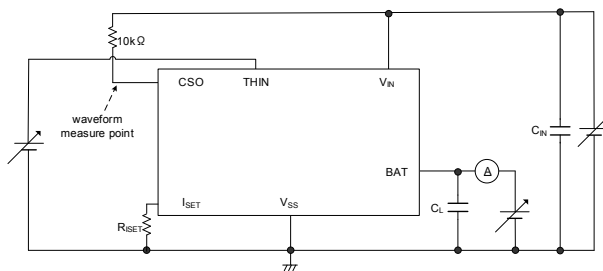 10kΩ
CSO
THIN
VIN
waveform
measure point
CIN
BAT
A
ISET
VSS
CL
RISET